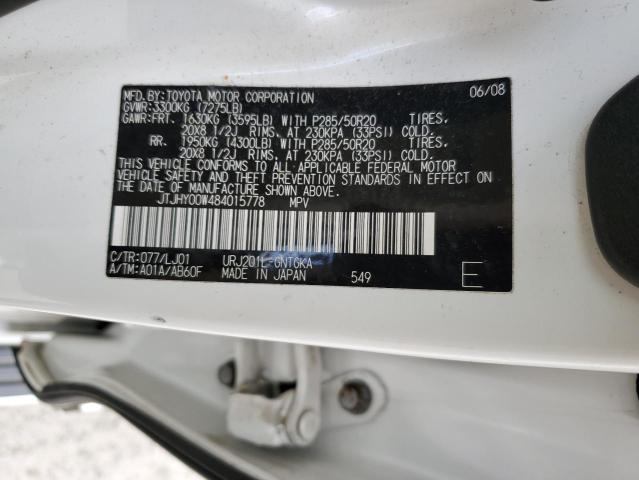 MFD.BY:TOYOTA MOTOR CORPORATION 06/08
GVWR:3300KG (7275LB)
GAWR:FRT. 1630KG (3595LB) WITH P285/50R20 TIRES.
20X8 1/2J RIMS. AT 230KPA (33PSI) COLD.
RR. 1950KG (4300LB) WITH P285/50R20 TIRES.
20X8 1/2J RIMS. AT 230KPA (33PSI) COLD.
THIS VEHICLE CONFORMS TO ALL APPLICABLE FEDERAL MOTOR
VEHICLE SAFETY AND THEFT PREVENTION STANDARDS IN
EFFECT ON THE DATE OF MANUFACTURE SHOWN ABOVE.
JTJHY00W484015778 MPV
C/TR:077/LJ01 URJ201L-GNTGKA
A/TM:A01A/AB60F MADE IN JAPAN 549 E